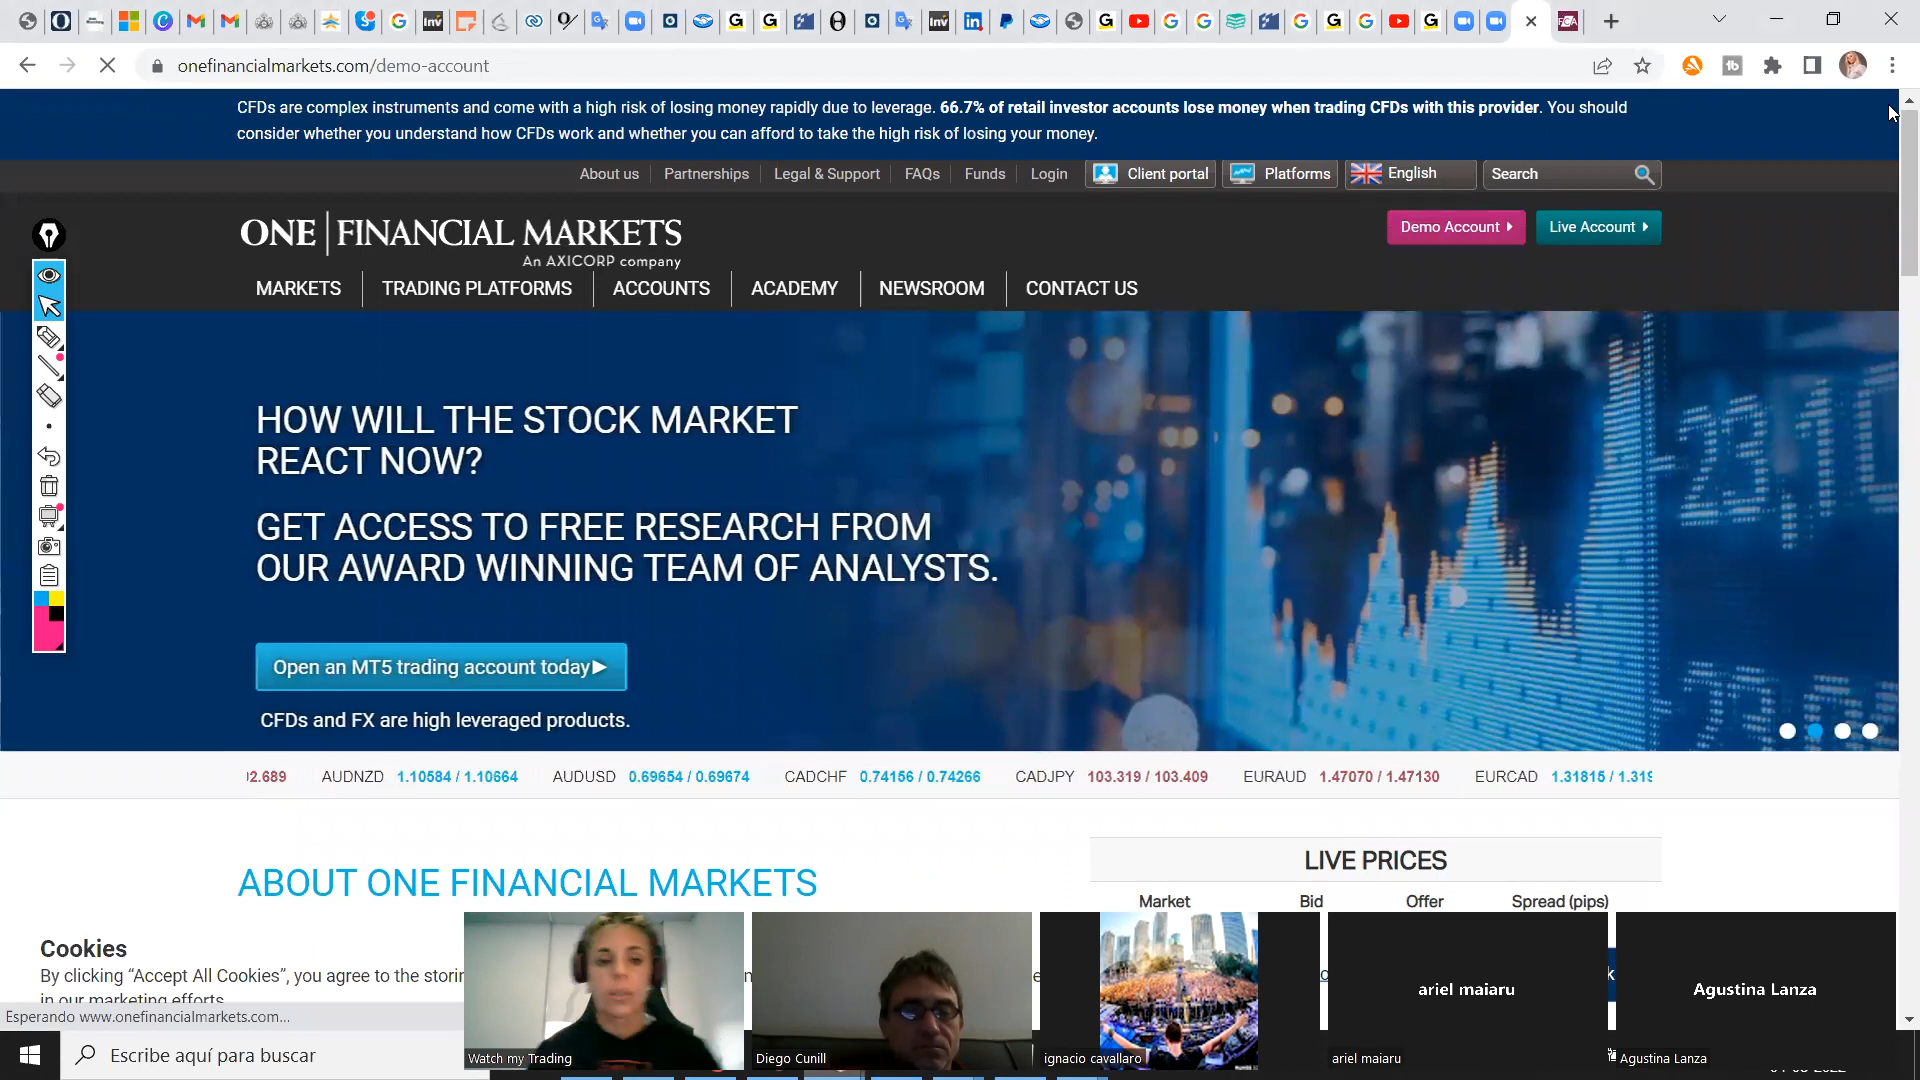 onefinancialmarkets.com/demo-account
CFDs are complex instruments and come with a high risk of losing money rapidly due to leverage. 66.7% of retail investor accounts lose money when trading CFDs with this provider. You should
consider whether you understand how CFDs work and whether you can afford to take the high risk of losing your money.
About us
Partnerships
Legal & Support
FAQs
Funds
Login
Client portal
Platforms
English
Search
ONE FINANCIAL MARKETS
An AXICORP company
Demo Account
Live Account
MARKETS
TRADING PLATFORMS
ACCOUNTS
ACADEMY
NEWSROOM
CONTACT US
HOW WILL THE STOCK MARKET
REACT NOW?
GET ACCESS TO FREE RESEARCH FROM
OUR AWARD WINNING TEAM OF ANALYSTS.
Open an MT5 trading account today
CFDs and FX are high leveraged products.
AUDNZD 1.10584 / 1.10664 AUDUSD 0.69654 / 0.69674 CADCHF 0.74156 / 0.74266 CADJPY 103.319 / 103.409 EURAUD 1.47070 / 1.47130 EURCAD 1.31815 /
ABOUT ONE FINANCIAL MARKETS
LIVE PRICES
Market Bid Offer Spread (pips)
Cookies
By clicking “Accept All Cookies”, you agree to the
in our marketing efforts
Esperando www.onefinancialmarkets.com...
Escribe aquí para buscar
Watch my Trading
Diego Cunill
ignacio cavallaro
ariel maiaru
ariel maiaru
Agustina Lanza
Agustina Lanza